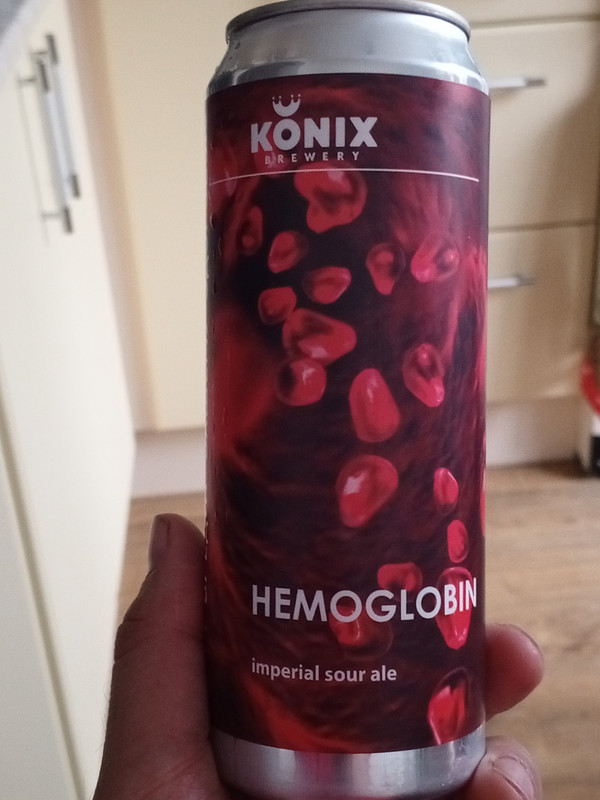 KONIX
BREWERY
HEMOGLOBIN
imperial sour ale